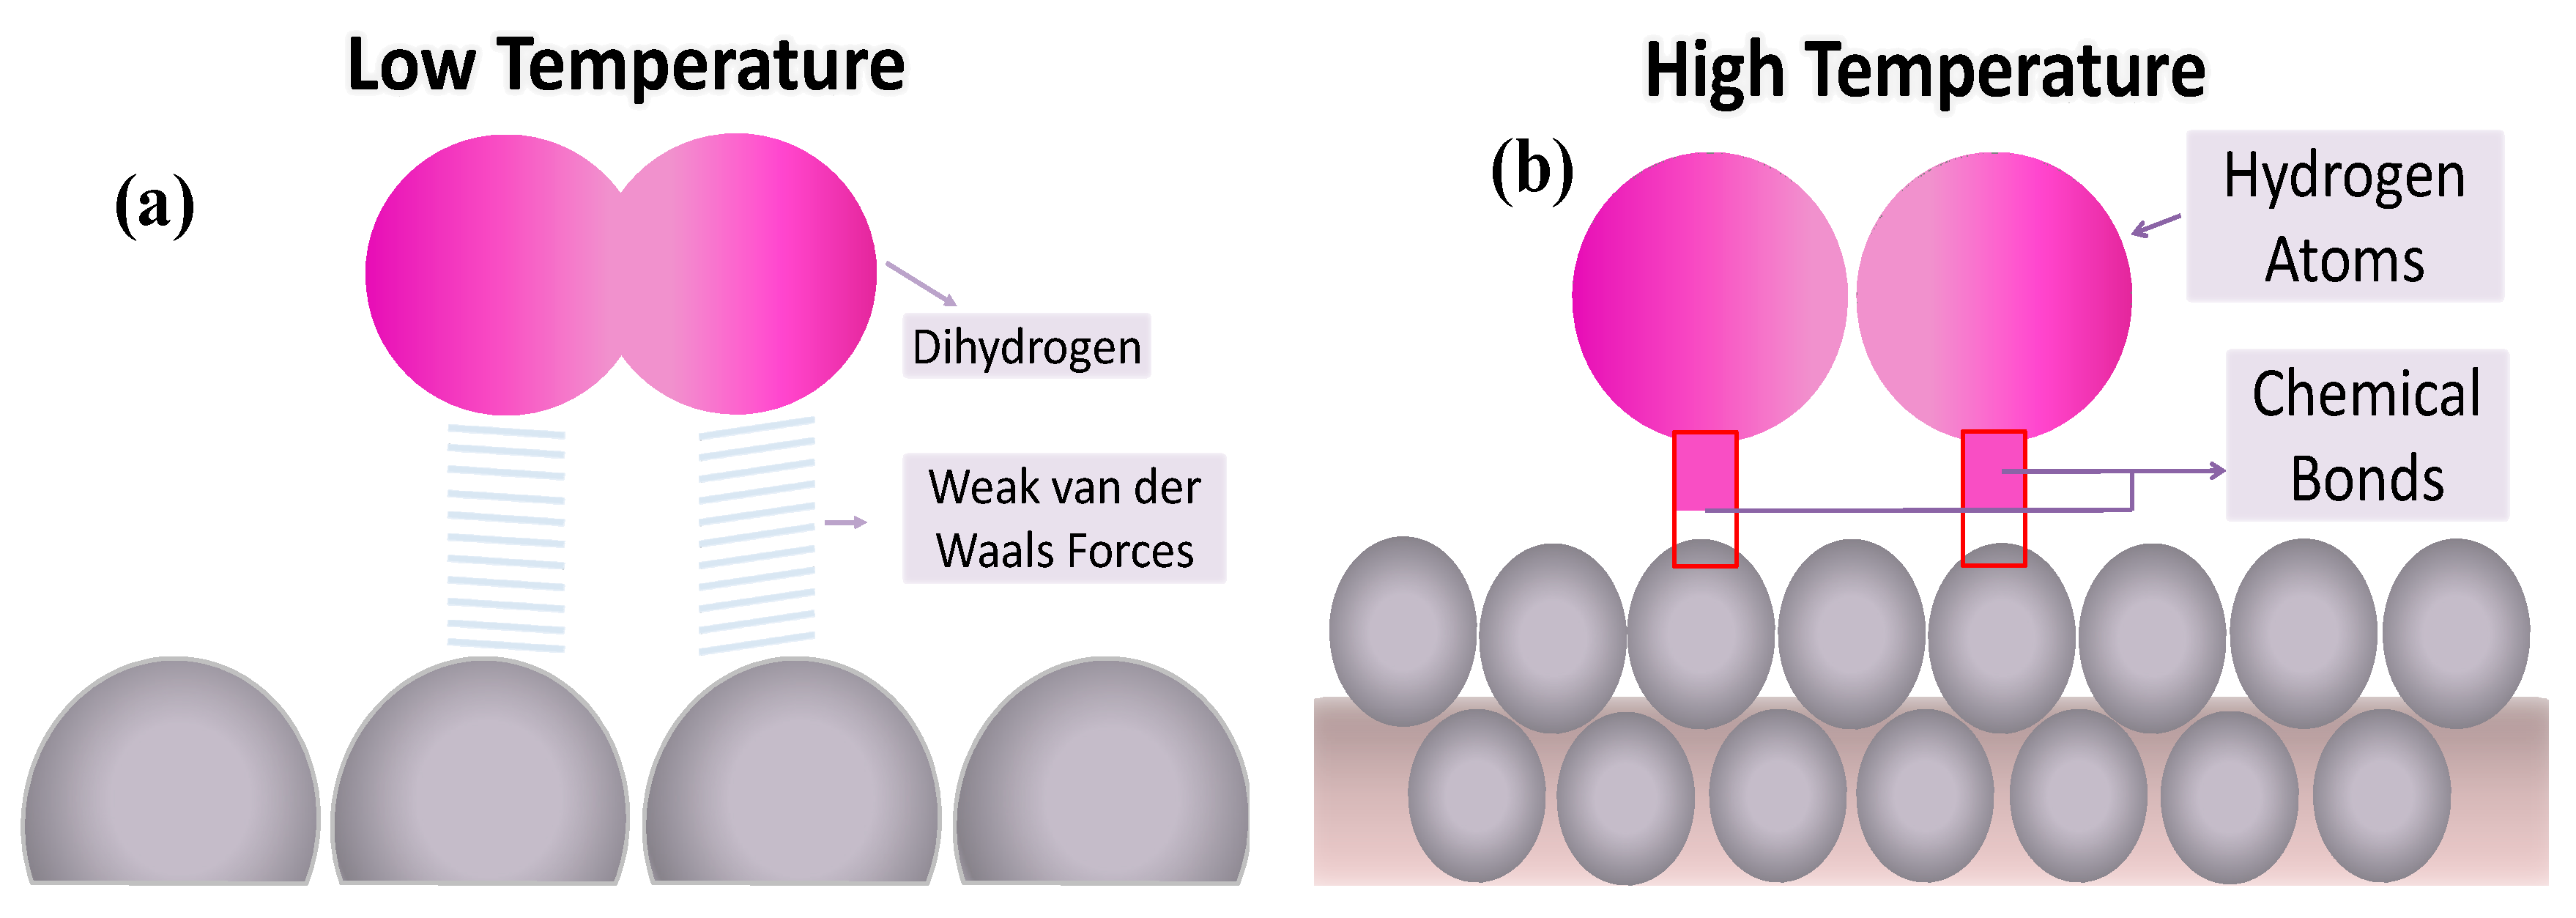 Low Temperature
(a)
Dihydrogen
Weak van der
Waals Forces
High Temperature
(b)
Hydrogen
Atoms
Chemical
Bonds